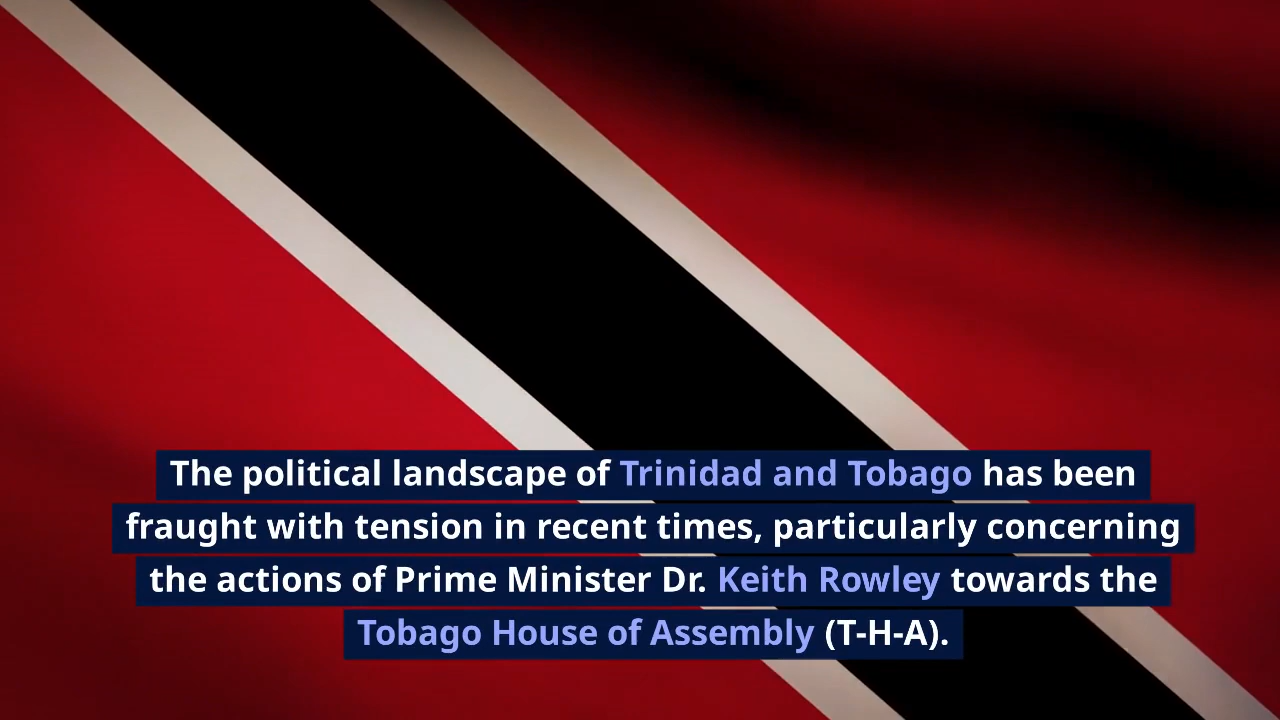 The political landscape of Trinidad and Tobago has been
fraught with tension in recent times, particularly concerning
the actions of Prime Minister Dr. Keith Rowley towards the
Tobago House of Assembly (T-H-A).